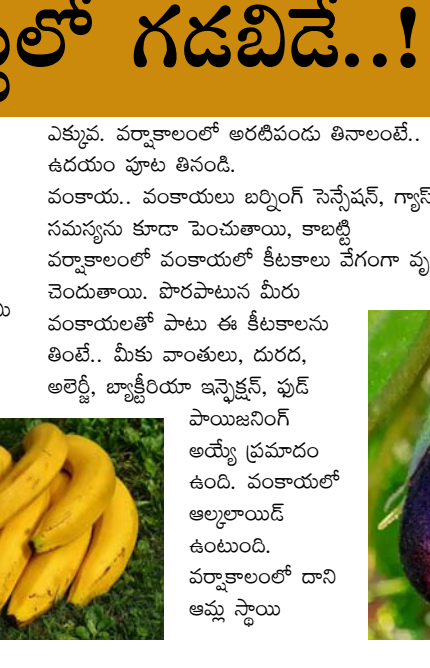 లో గడబిడే..!
ఎక్కువ. వర్షాకాలంలో అరటిపండు తినాలంటే..
ఉదయం పూట తినండి.
వంకాయ.. వంకాయలు బర్నింగ్ సెన్సేషన్, గ్యాస్
సమస్యను కూడా పెంచుతాయి, కాబట్టి
వర్షాకాలంలో వంకాయలో కీటకాలు వేగంగా వృ
చెందుతాయి. పొరపాటున మీరు
వంకాయలతో పాటు ఈ కీటకాలను
తింటే.. మీకు వాంతులు, దురద,
అలెర్జీ, బ్యాక్టీరియా ఇన్ఫెక్షన్, ఫుడ్
పాయిజనింగ్
అయ్యే ప్రమాదం
ఉంది. వంకాయలో
ఆల్కలాయిడ్
ఉంటుంది.
వర్షాకాలంలో దాని
ఆమ్ల స్థాయి